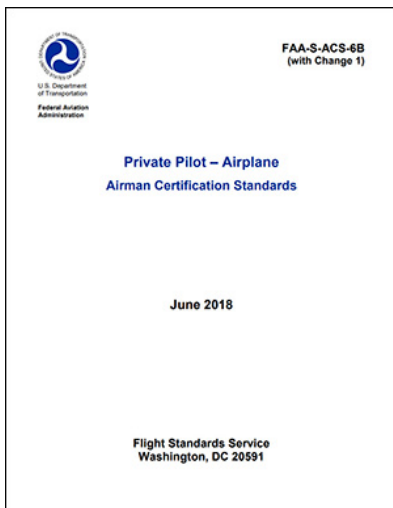 FAA-S-ACS-6B
(with Change 1)
U.S. Department
of Transportation
Federal Aviation
Administration
Private Pilot – Airplane
Airman Certification Standards
June 2018
Flight Standards Service
Washington, DC 20591